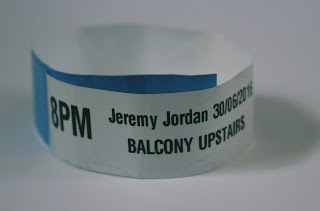 8PM
Jeremy Jordan 30/06/2016
BALCONY UPSTAIRS